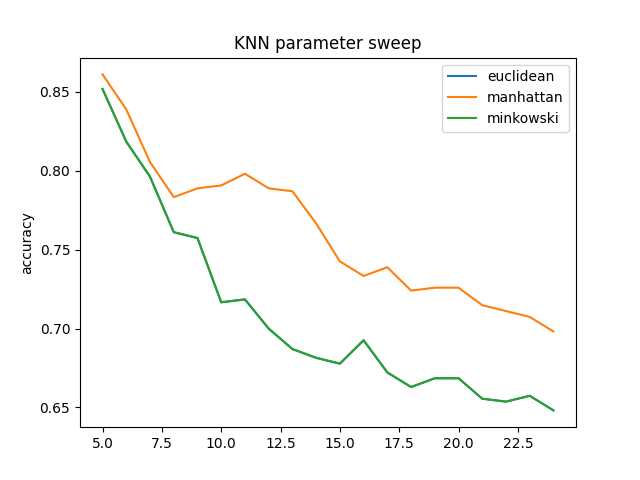 KNN parameter sweep
euclidean
manhattan
minkowski
accuracy
0.85
0.80
0.75
0.70
0.65
5.0 7.5 10.0 12.5 15.0 17.5 20.0 22.5